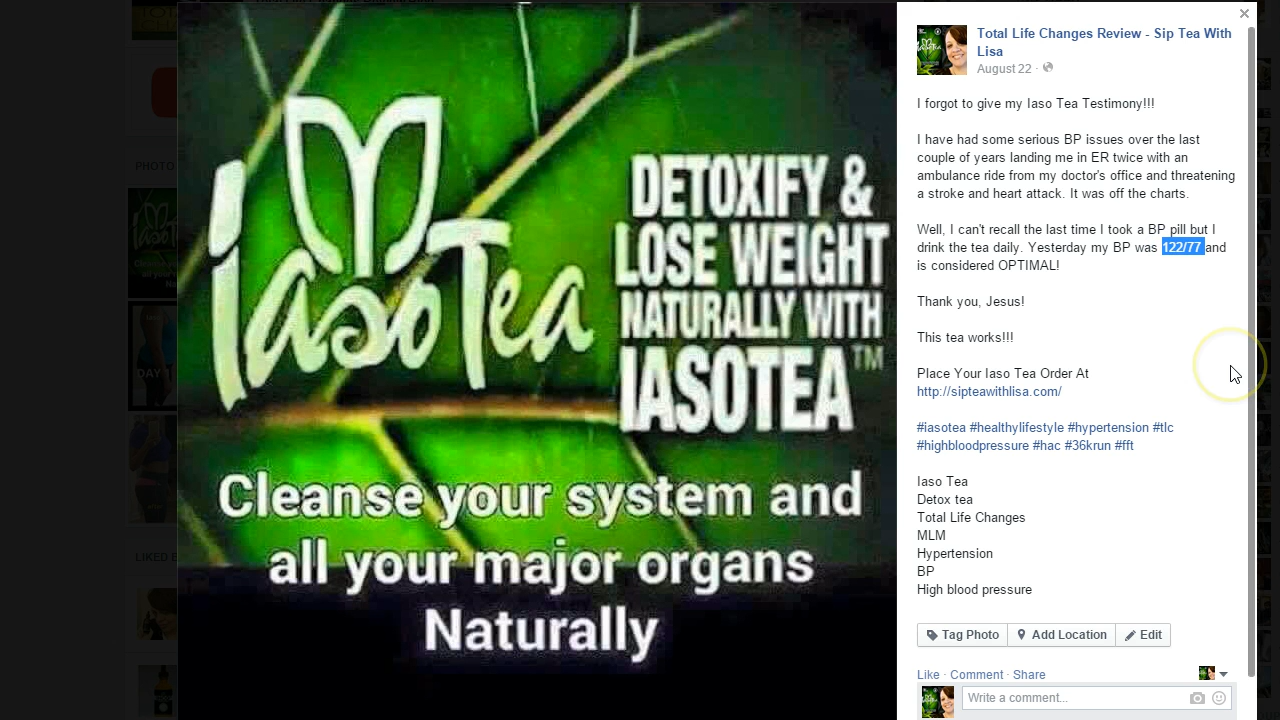 Iaso Tea
DETOXIFY &
LOSE WEIGHT
NATURALLY WITH
IASOTEA™
Cleanse your system and
all your major organs
Naturally
Total Life Changes Review - Sip Tea With
Lisa
August 22 ·
I forgot to give my Iaso Tea Testimony!!!
I have had some serious BP issues over the last
couple of years landing me in ER twice with an
ambulance ride from my doctor's office and threatening
a stroke and heart attack. It was off the charts.
Well, I can't recall the last time I took a BP pill but I
drink the tea daily. Yesterday my BP was 122/77 and
is considered OPTIMAL!
Thank you, Jesus!
This tea works!!!
Place Your Iaso Tea Order At
http://sipteawithlisa.com/
#iasotea #healthylifestyle #hypertension #tlc
#highbloodpressure #hac #36krun #fft
Iaso Tea
Detox tea
Total Life Changes
MLM
Hypertension
BP
High blood pressure
Tag Photo Add Location Edit
Like · Comment · Share
Write a comment...
PHOTO
DAY 1